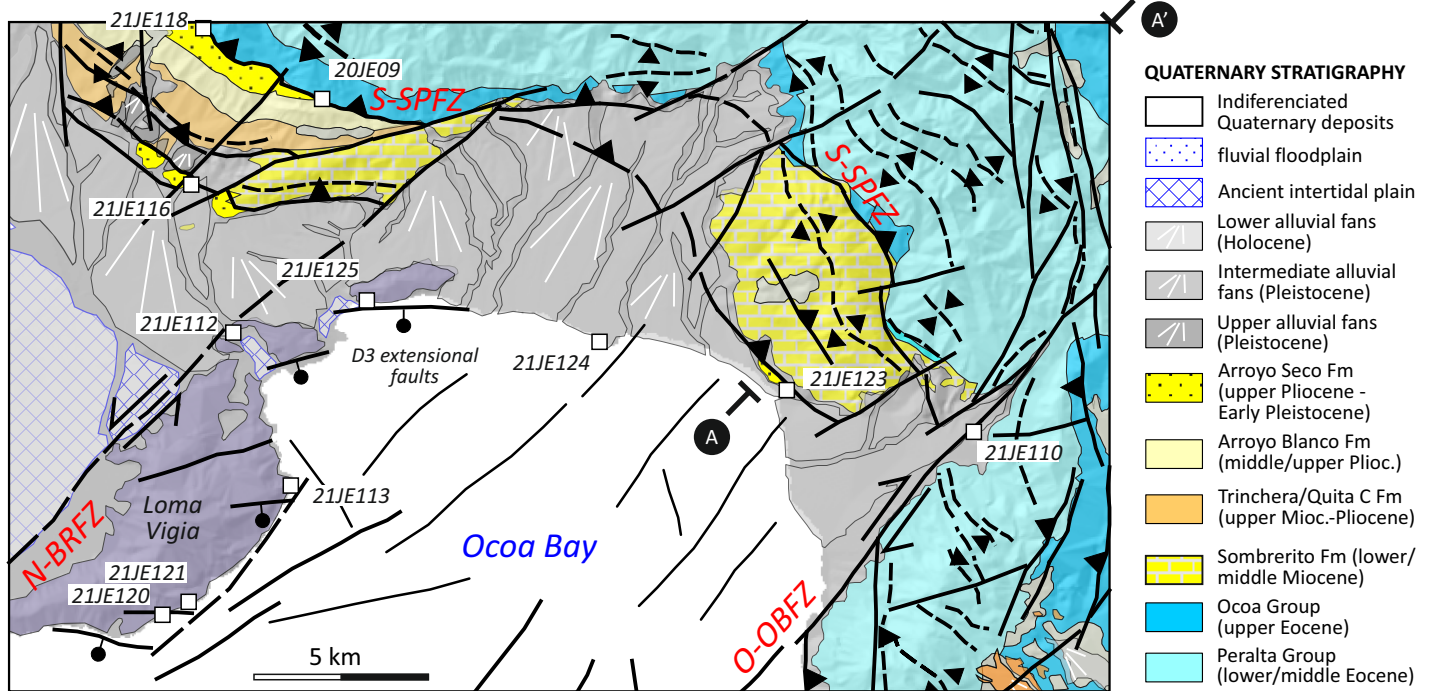 21JE118
A'
20JE09
S-SPFZ
21JE116
S-SPFZ
21JE125
21JE112
D3 extensional
faults
21JE124
21JE123
A
21JE110
21JE113
Loma
Vigia
Ocoa Bay
N-BRFZ
21JE121
21JE120
O-OBFZ
5 km
QUATERNARY STRATIGRAPHY
Indiferenciated
Quaternary deposits
fluvial floodplain
Ancient intertidal plain
Lower alluvial fans
(Holocene)
Intermediate alluvial
fans (Pleistocene)
Upper alluvial fans
(Pleistocene)
Arroyo Seco Fm
(upper Pliocene -
Early Pleistocene)
Arroyo Blanco Fm
(middle/upper Plioc.)
Trinchera/Quita C Fm
(upper Mioc.-Pliocene)
Sombrerito Fm (lower/
middle Miocene)
Ocoa Group
(upper Eocene)
Peralta Group
(lower/middle Eocene)